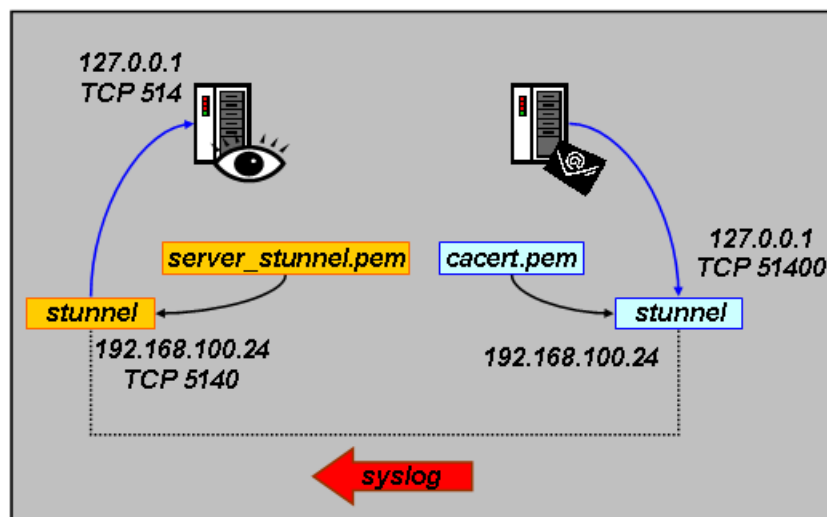 127.0.0.1
TCP 514
server_stunnel.pem
cacert.pem
127.0.0.1
TCP 51400
stunnel
stunnel
192.168.100.24
TCP 5140
192.168.100.24
syslog